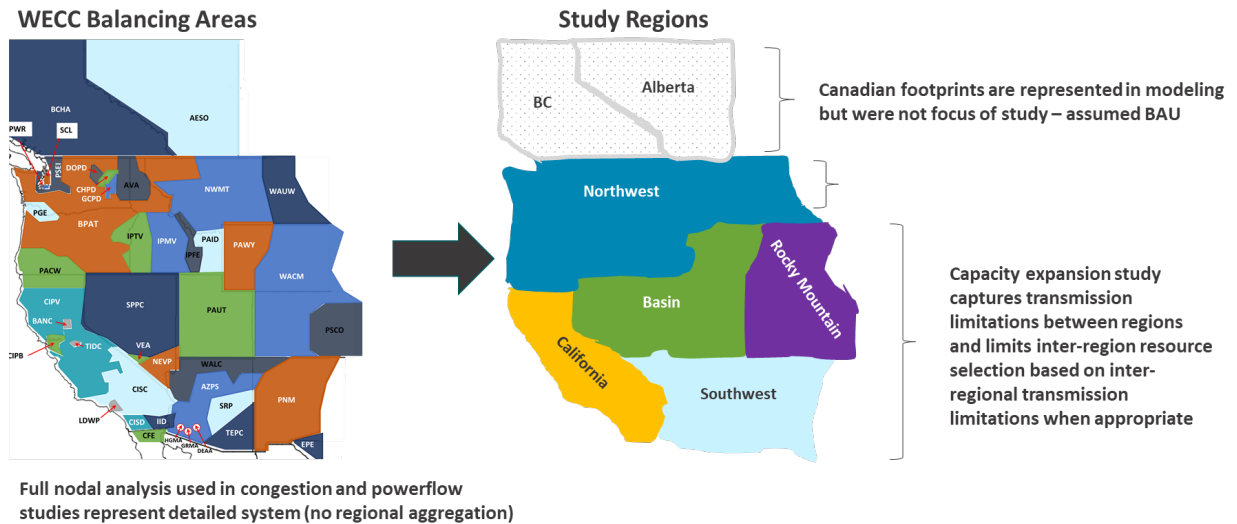 WECC Balancing Areas
Study Regions
BCHA
AESO
PWR
SCL
PSEI
DOPD
CHPD
GCPD
AVA
NWMT
WAUW
PGE
BPAT
IPTV
IPMV
JPFE
PAID
PAWY
PACW
WACM
CIPV
SPPC
PAUT
BANC
PSCO
CIPB
TIDC
VEA
NEVP
WALC
CISC
AZPS
LDWP
SRP
PNM
CISD
IID
CFE
HGMA
GRMA
DEAA
TEPC
EPE
BC
Alberta
Northwest
Basin
Rocky Mountain
California
Southwest
Canadian footprints are represented in modeling
but were not focus of study – assumed BAU
Capacity expansion study
captures transmission
limitations between regions
and limits inter-region resource
selection based on inter-
regional transmission
limitations when appropriate
Full nodal analysis used in congestion and powerflow
studies represent detailed system (no regional aggregation)